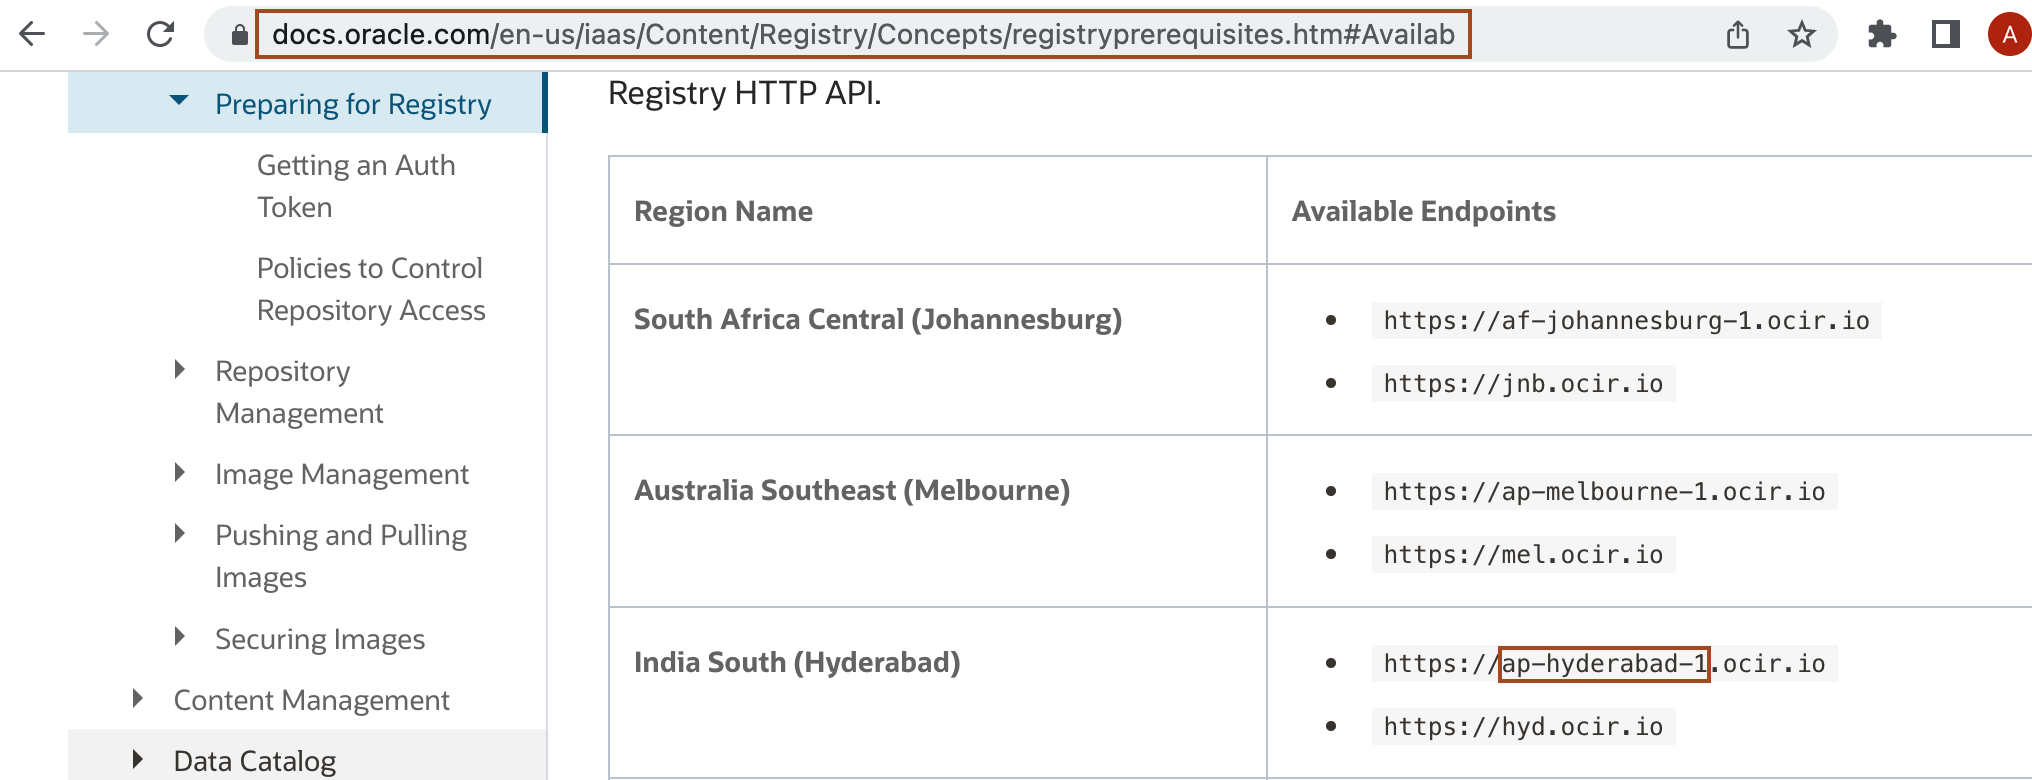 docs.oracle.com/en-us/iaas/Content/Registry/Concepts/registryprerequisites.htm#Availab
A
Preparing for Registry
Getting an Auth
Token
Policies to Control
Repository Access
Repository
Management
Image Management
Pushing and Pulling
Images
Securing Images
Content Management
Data Catalog
Registry HTTP API.
Region Name
Available Endpoints
South Africa Central (Johannesburg)
https://af-johannesburg-1.ocir.io
https://jnb.ocir.io
Australia Southeast (Melbourne)
https://ap-melbourne-1.ocir.io
https://mel.ocir.io
India South (Hyderabad)
https://ap-hyderabad-1.ocir.io
https://hyd.ocir.io